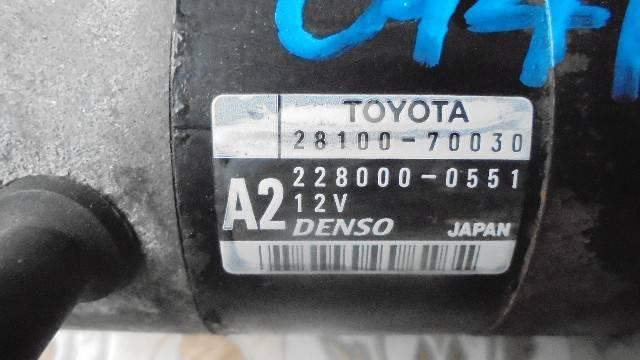 TOYOTA
28100-70030
A2
228000-0551
12V
DENSO JAPAN